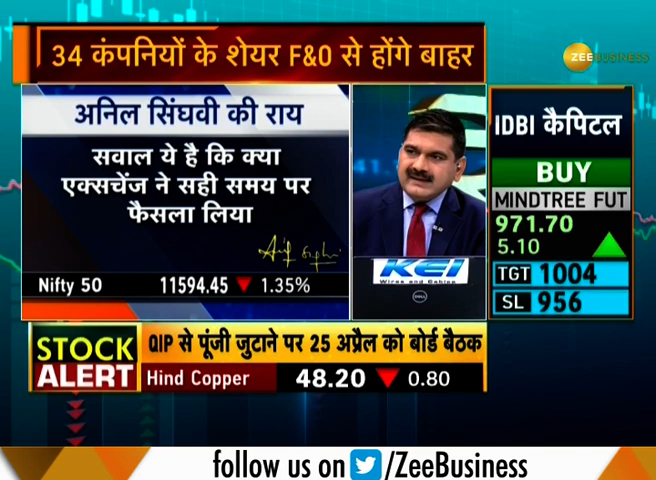 34 कंपनियों के शेयर F&O से होंगे बाहर
ZEEBUSINESS
अनिल सिंघवी की राय
सवाल ये है कि क्या
एक्सचेंज ने सही समय पर
फैसला लिया
Nifty 50 11594.45 1.35%
KEI
Wires and Cables
DELL
IDBI कैपिटल
BUY
MINDTREE FUT
971.70
5.10
TGT 1004
SL 956
STOCK
ALERT
QIP से पूंजी जुटाने पर 25 अप्रैल को बोर्ड बैठक
Hind Copper 48.20 0.80
follow us on /ZeeBusiness